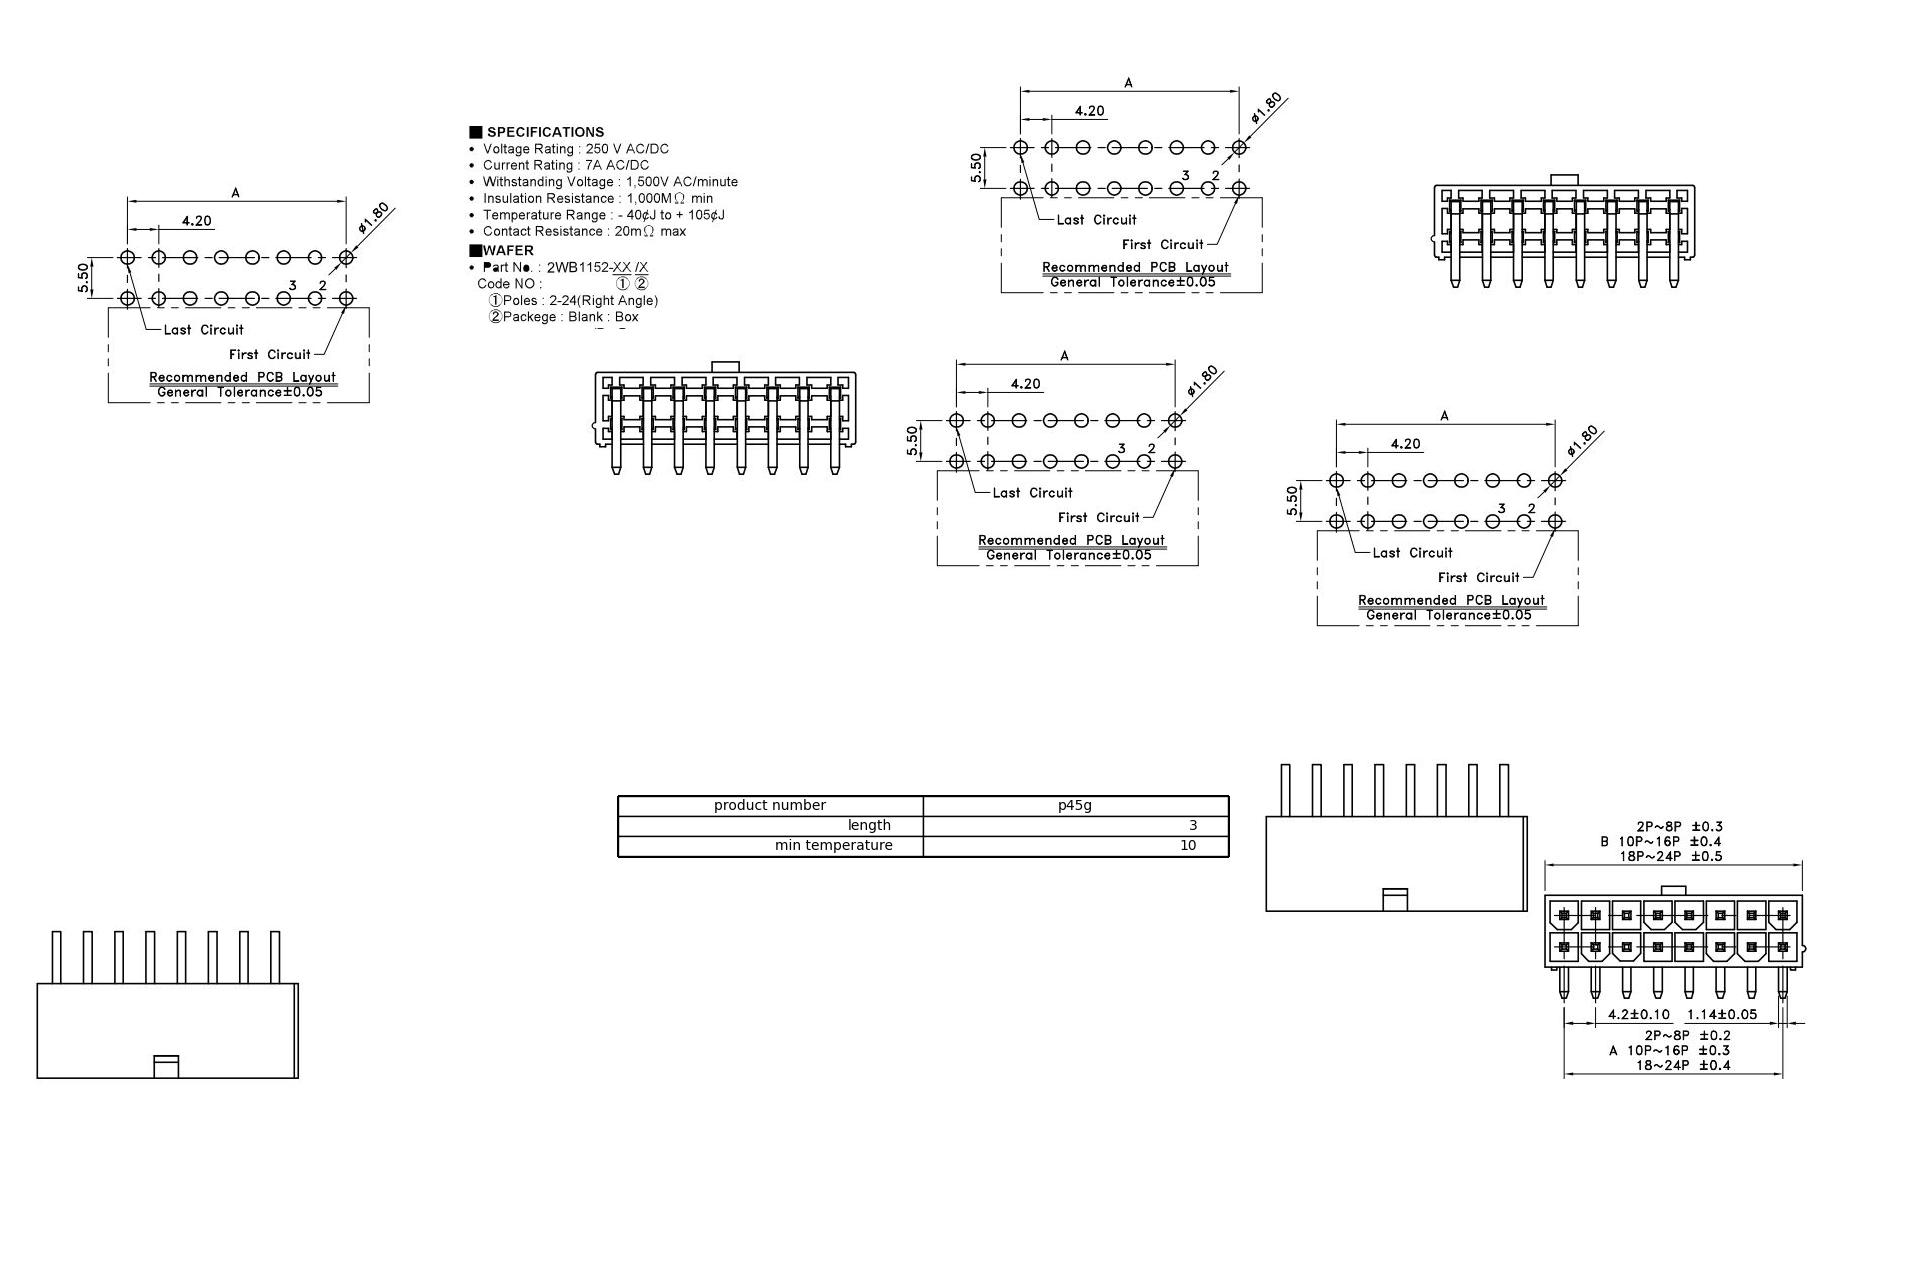 A
4.20
ø1.80
5.50
3 2
Last Circuit
First Circuit
Recommended PCB Layout
General Tolerance±0.05
■ SPECIFICATIONS
• Voltage Rating : 250 V AC/DC
• Current Rating : 7A AC/DC
• Withstanding Voltage : 1,500V AC/minute
• Insulation Resistance : 1,000MΩ min
• Temperature Range : - 40¢J to + 105¢J
• Contact Resistance : 20mΩ max
■WAFER
• Part No. : 2WB1152-XX /X
Code NO : ① ②
①Poles : 2-24(Right Angle)
②Packege : Blank : Box
A
4.20
ø1.80
5.50
3 2
Last Circuit
First Circuit
Recommended PCB Layout
General Tolerance±0.05
A
4.20
ø1.80
5.50
3 2
Last Circuit
First Circuit
Recommended PCB Layout
General Tolerance±0.05
A
4.20
ø1.80
5.50
3 2
Last Circuit
First Circuit
Recommended PCB Layout
General Tolerance±0.05
product number p45g
length 3
min temperature 10
2P~8P ±0.3
B 10P~16P ±0.4
18P~24P ±0.5
4.2±0.10 1.14±0.05
2P~8P ±0.2
A 10P~16P ±0.3
18~24P ±0.4